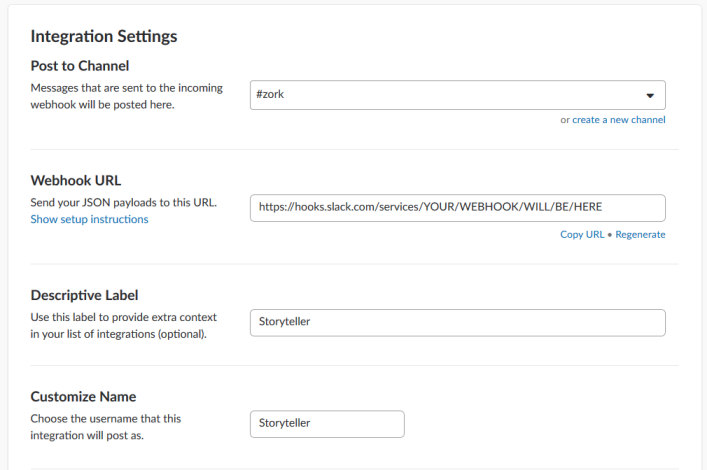 Integration Settings
Post to Channel
Messages that are sent to the incoming
webhook will be posted here.
#zork
or create a new channel
Webhook URL
Send your JSON payloads to this URL.
Show setup instructions
https://hooks.slack.com/services/YOUR/WEBHOOK/WILL/BE/HERE
Copy URL • Regenerate
Descriptive Label
Use this label to provide extra context
in your list of integrations (optional).
Storyteller
Customize Name
Choose the username that this
integration will post as.
Storyteller